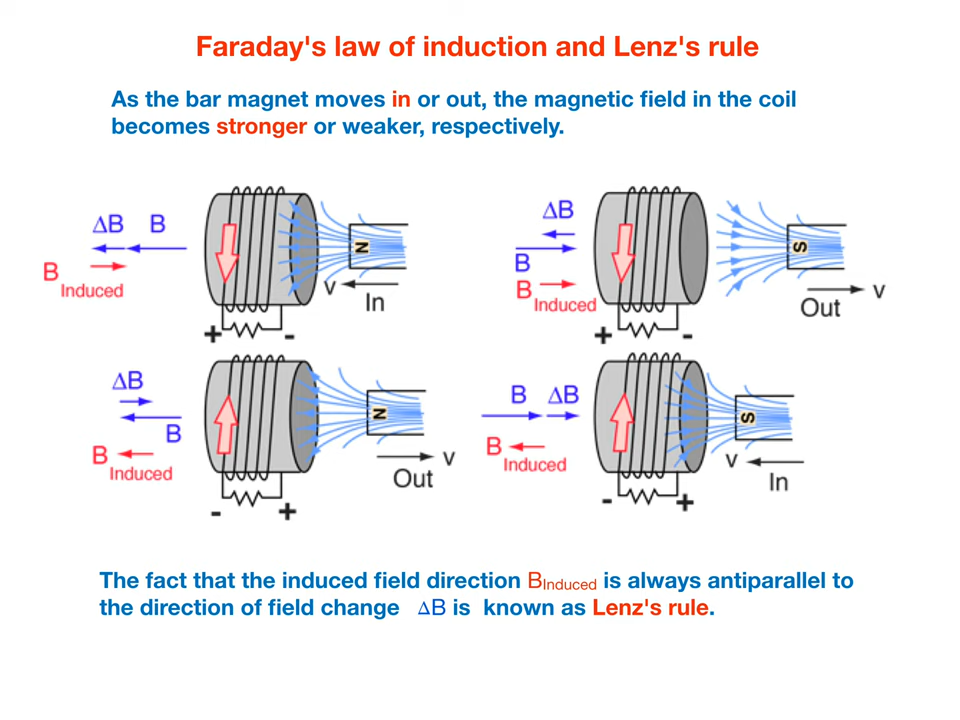 Faraday's law of induction and Lenz's rule
As the bar magnet moves in or out, the magnetic field in the coil
becomes stronger or weaker, respectively.
ΔB B
B
Induced
N
v
In
+ -
ΔB
B
B
Induced
S
v
Out
+ -
ΔB
B
B
Induced
N
v
Out
- +
B ΔB
B
Induced
S
v
In
- +
The fact that the induced field direction BInduced is always antiparallel to
the direction of field change ΔB is known as Lenz's rule.